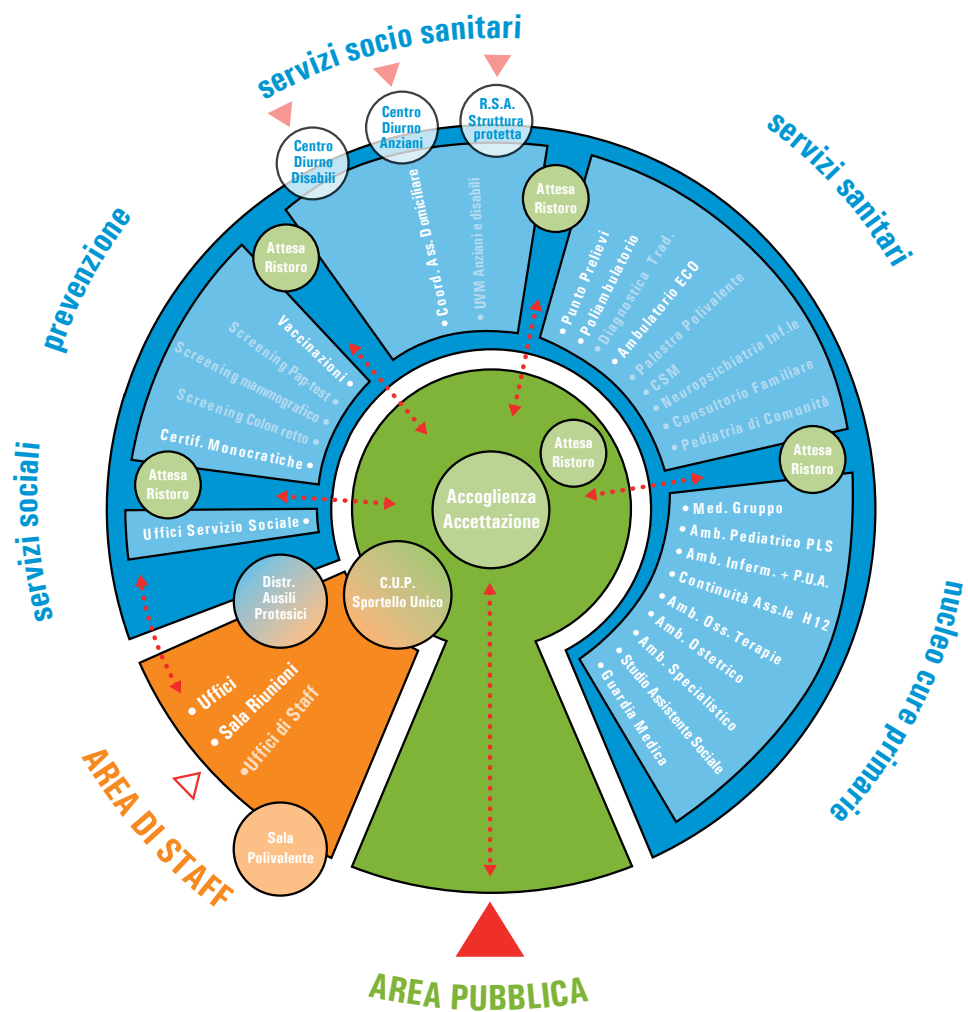 servizi socio sanitari
Centro
Diurno
Disabili
Centro
Diurno
Anziani
R.S.A.
Struttura
protetta
• Coord. Ass. Domiciliare
• UVM Anziani e disabili
Attesa
Ristoro
servizi sanitari
• Punto Prelievi
• Poliambulatorio
• Diagnostica Trad.
• Ambulatorio ECO
• Palestra Polivalente
• CSM
• Neuropsichiatria Inf.le
• Consultorio Familiare
• Pediatria di Comunità
Attesa
Ristoro
prevenzione
Attesa
Ristoro
Vaccinazioni •
Screening Pap-test •
Screening mammografico •
Screening Colon retto •
Certif. Monocratiche •
servizi sociali
Attesa
Ristoro
Uffici Servizio Sociale •
Attesa
Ristoro
Accoglienza
Accettazione
nucleo cure primarie
• Med. Gruppo
• Amb. Pediatrico PLS
• Amb. Inferm. + P.U.A.
• Continuità Ass.le H12
• Amb. Oss. Terapie
• Amb. Ostetrico
• Amb. Specialistico
• Studio Assistente Sociale
• Guardia Medica
Distr.
Ausili
Protesici
C.U.P.
Sportello Unico
• Uffici
• Sala Riunioni
• Uffici di Staff
AREA DI STAFF
Sala
Polivalente
AREA PUBBLICA